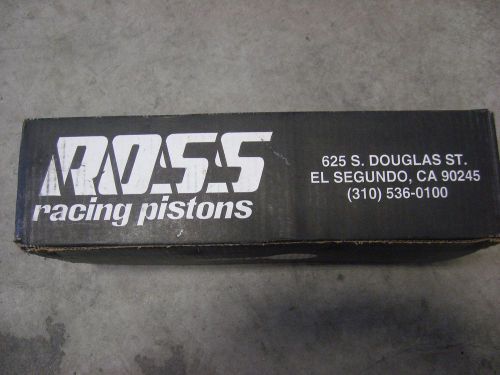 ROSS
racing pistons
625 S. DOUGLAS ST.
EL SEGUNDO, CA 90245
(310) 536-0100